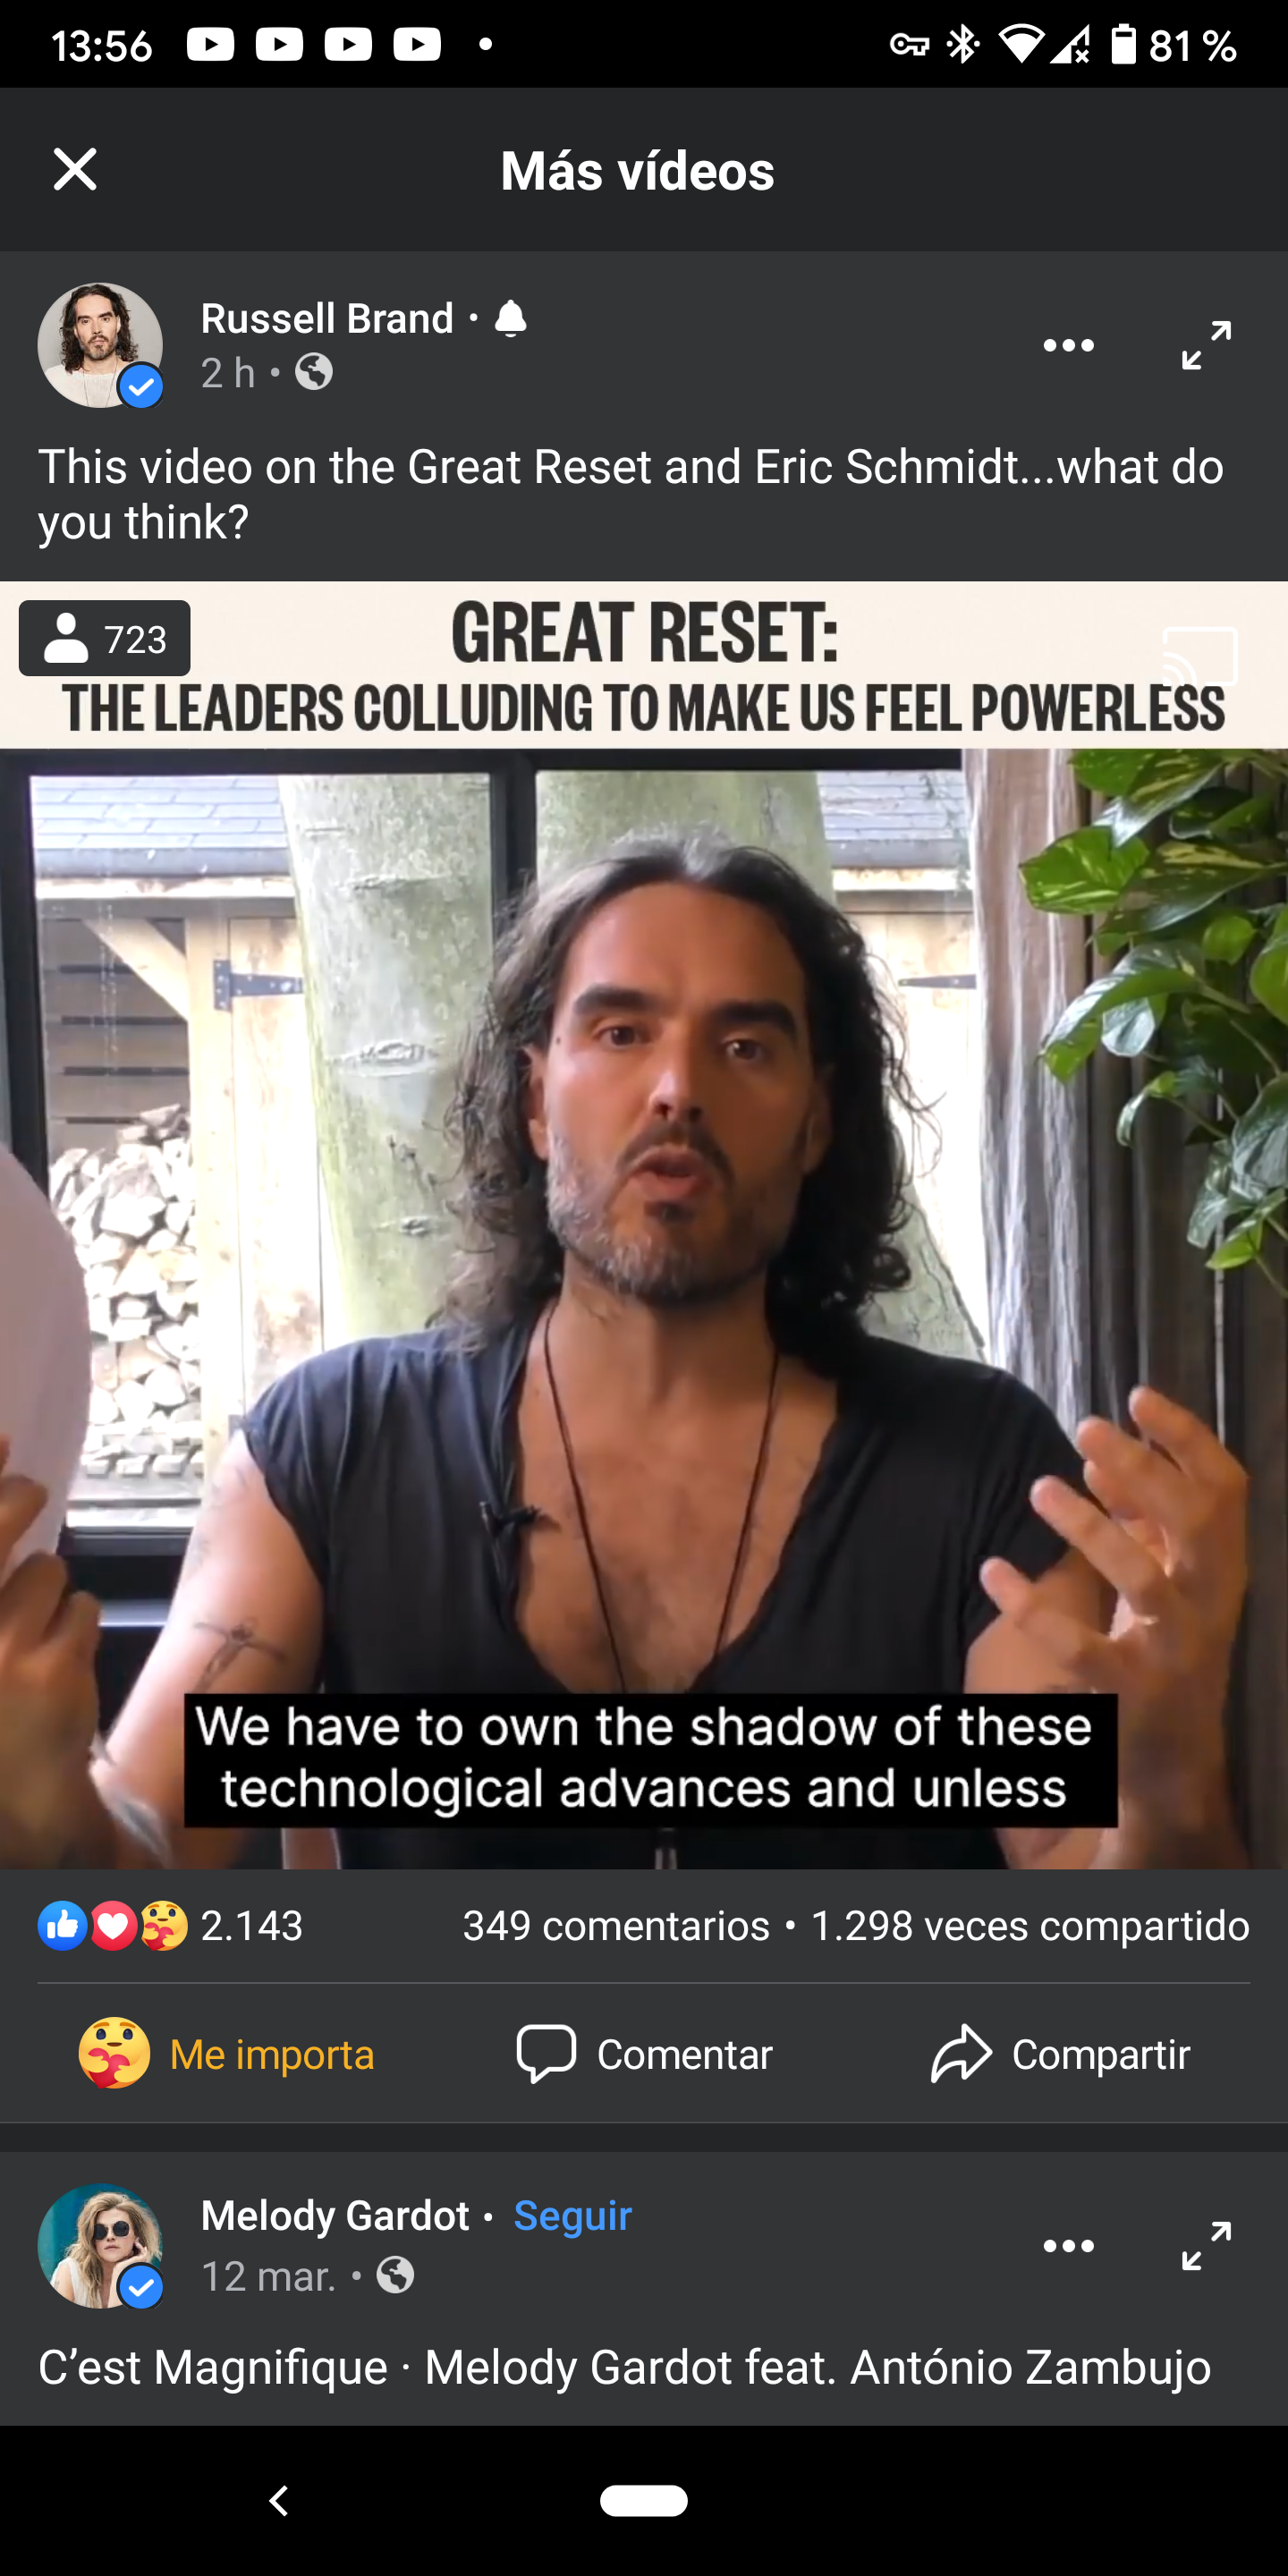 13:56
81 %
Más vídeos
Russell Brand •
2 h •
This video on the Great Reset and Eric Schmidt...what do
you think?
723
GREAT RESET:
THE LEADERS COLLUDING TO MAKE US FEEL POWERLESS
We have to own the shadow of these
technological advances and unless
2.143
349 comentarios • 1.298 veces compartido
Me importa
Comentar
Compartir
Melody Gardot • Seguir
12 mar. •
C’est Magnifique · Melody Gardot feat. António Zambujo